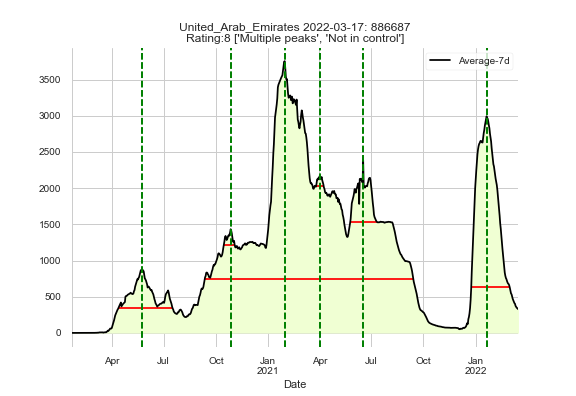 United_Arab_Emirates 2022-03-17: 886687
Rating:8 ['Multiple peaks', 'Not in control']
Average-7d
3500
3000
2500
2000
1500
1000
500
0
Apr Jul Oct Jan Apr Jul Oct Jan
2021 2022
Date